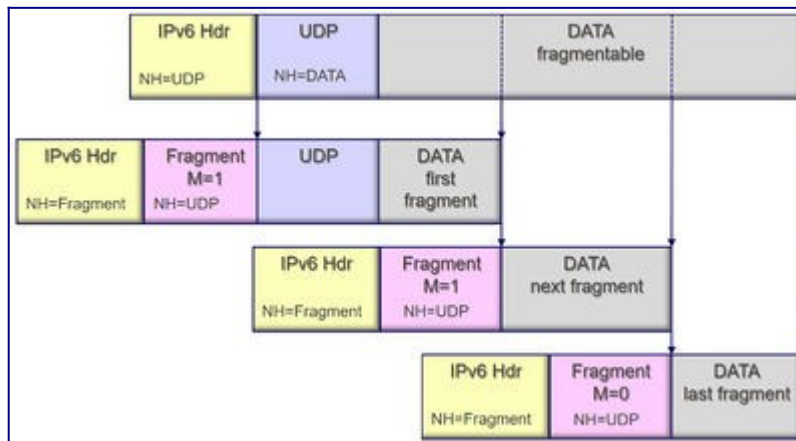 IPv6 Hdr
NH=UDP
UDP
NH=DATA
DATA
fragmentable
IPv6 Hdr
NH=Fragment
Fragment
M=1
NH=UDP
UDP
DATA
first
fragment
IPv6 Hdr
NH=Fragment
Fragment
M=1
NH=UDP
DATA
next fragment
IPv6 Hdr
NH=Fragment
Fragment
M=0
NH=UDP
DATA
last fragment